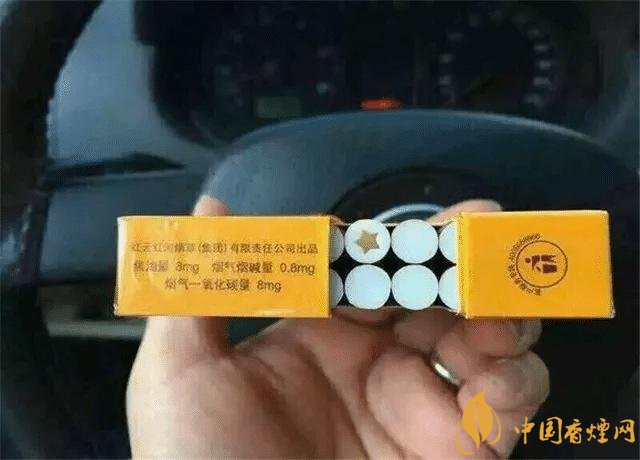 红云红河烟草(集团)有限责任公司出品
焦油量 8mg 烟气烟碱量 0.8mg
烟气一氧化碳量 8mg
中国香烟网